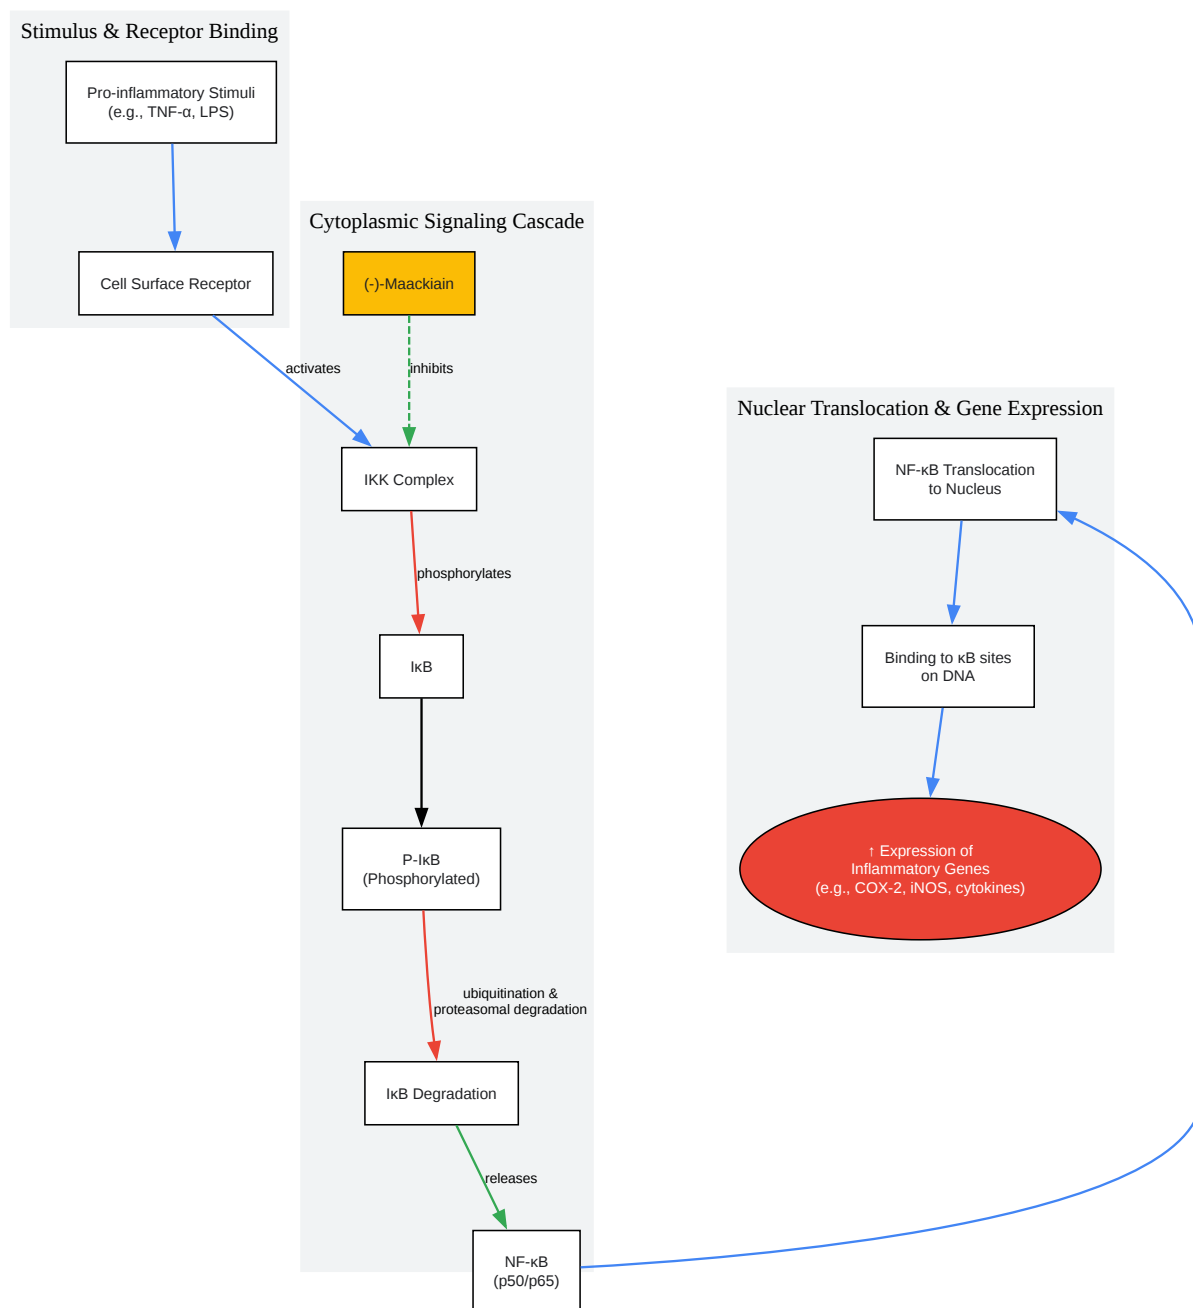 Stimulus & Receptor Binding
Pro-inflammatory Stimuli
(e.g., TNF-α, LPS)
Cell Surface Receptor
activates
Cytoplasmic Signaling Cascade
(-)-Maackiain
inhibits
IKK Complex
phosphorylates
IκB
P-IκB
(Phosphorylated)
ubiquitination &
proteasomal degradation
IκB Degradation
releases
NF-κB
(p50/p65)
Nuclear Translocation & Gene Expression
NF-κB Translocation
to Nucleus
Binding to κB sites
on DNA
↑ Expression of
Inflammatory Genes
(e.g., COX-2, iNOS, cytokines)